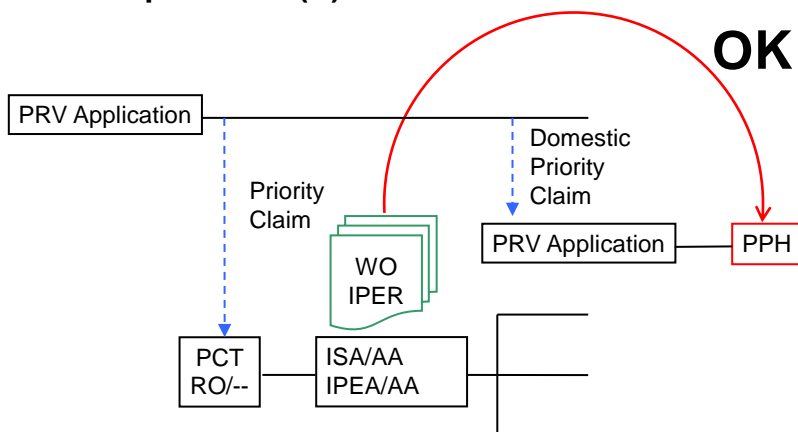 OK
PRV Application
Domestic
Priority
Claim
Priority
Claim
PRV Application
PPH
WO
IPER
PCT
RO/--
ISA/AA
IPEA/AA